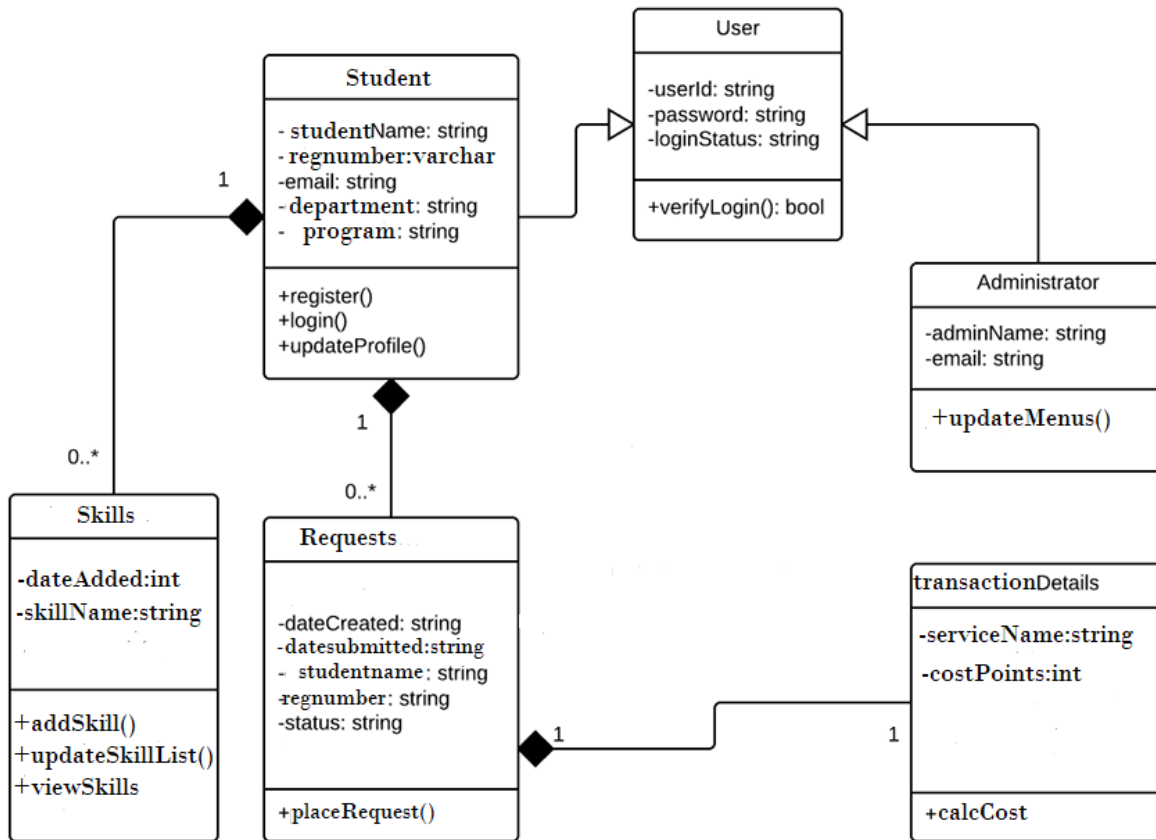 User
-userId: string
-password: string
-loginStatus: string
+verifyLogin(): bool
Student
- studentName: string
- regnumber:varchar
-email: string
-department: string
- program: string
+register()
+login()
+updateProfile()
1
1
0..*
0..*
Administrator
-adminName: string
-email: string
+updateMenus()
Skills
-dateAdded:int
-skillName:string
+addSkill()
+updateSkillList()
+viewSkills
Requests
-dateCreated: string
-datesubmitted:string
- studentname: string
-regnumber: string
-status: string
+placeRequest()
1
1
transactionDetails
-serviceName:string
-costPoints:int
+calcCost